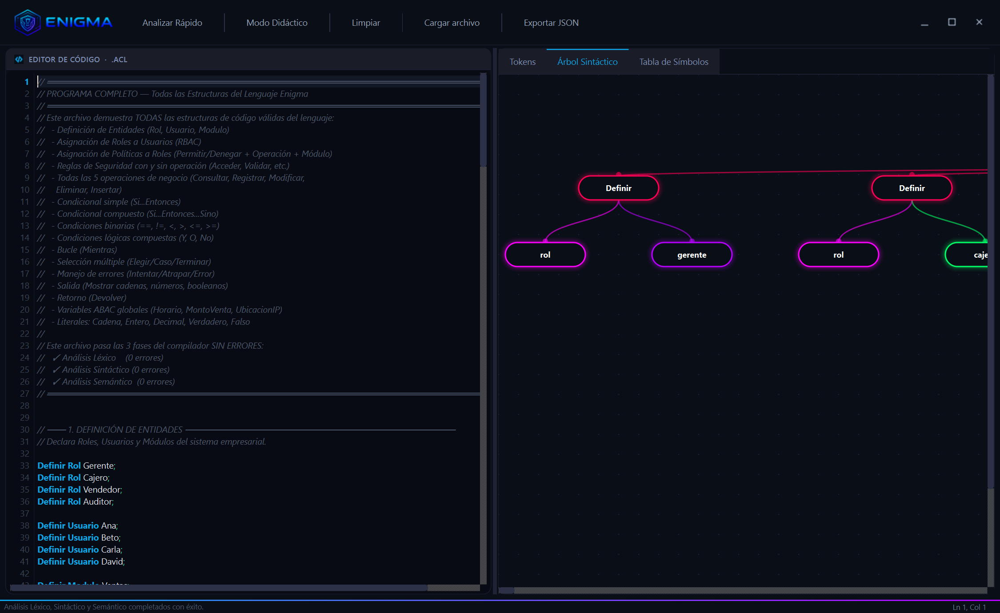 ENIGMA
Analizar Rápido
Modo Didáctico
Limpiar
Cargar archivo
Exportar JSON
EDITOR DE CÓDIGO · .ACL
1 // ═══════════════════════════════════════
2 // PROGRAMA COMPLETO — Todas las Estructuras del Lenguaje Enigma
3 // ═══════════════════════════════════════
4 // Este archivo demuestra TODAS las estructuras de código válidas del lenguaje:
5 // - Definición de Entidades (Rol, Usuario, Modulo)
6 // - Asignación de Roles a Usuarios (RBAC)
7 // - Asignación de Políticas a Roles (Permitir/Denegar + Operación + Módulo)
8 // - Reglas de Seguridad con y sin operación (Acceder, Validar, etc.)
9 // - Todas las 5 operaciones de negocio (Consultar, Registrar, Modificar,
10 // Eliminar, Insertar)
11 // - Condicional simple (Si...Entonces)
12 // - Condicional compuesto (Si...Entonces...Sino)
13 // - Condiciones binarias (==, !=, <, >, <=, >=)
14 // - Condiciones lógicas compuestas (Y, O, No)
15 // - Bucle (Mientras)
16 // - Selección múltiple (Elegir/Caso/Terminar)
17 // - Manejo de errores (Intentar/Atrapar/Error)
18 // - Salida (Mostrar cadenas, números, booleanos)
19 // - Retorno (Devolver)
20 // - Variables ABAC globales (Horario, MontoVenta, UbicacionIP)
21 // - Literales: Cadena, Entero, Decimal, Verdadero, Falso
22 //
23 // Este archivo pasa las 3 fases del compilador SIN ERRORES:
24 // ✓ Análisis Léxico (0 errores)
25 // ✓ Análisis Sintáctico (0 errores)
26 // ✓ Análisis Semántico (0 errores)
27 // ═══════════════════════════════════════
28
29
30 // ─── 1. DEFINICIÓN DE ENTIDADES ───────────────────────
31 // Declara Roles, Usuarios y Módulos del sistema empresarial.
32
33 Definir Rol Gerente;
34 Definir Rol Cajero;
35 Definir Rol Vendedor;
36 Definir Rol Auditor;
37
38 Definir Usuario Ana;
39 Definir Usuario Beto;
40 Definir Usuario Carla;
41 Definir Usuario David;
42
43 Definir Modulo Ventas;
Tokens
Árbol Sintáctico
Tabla de Símbolos
Definir
Definir
rol
gerente
rol
caje
Análisis Léxico, Sintáctico y Semántico completados con éxito.
Ln 1, Col 1